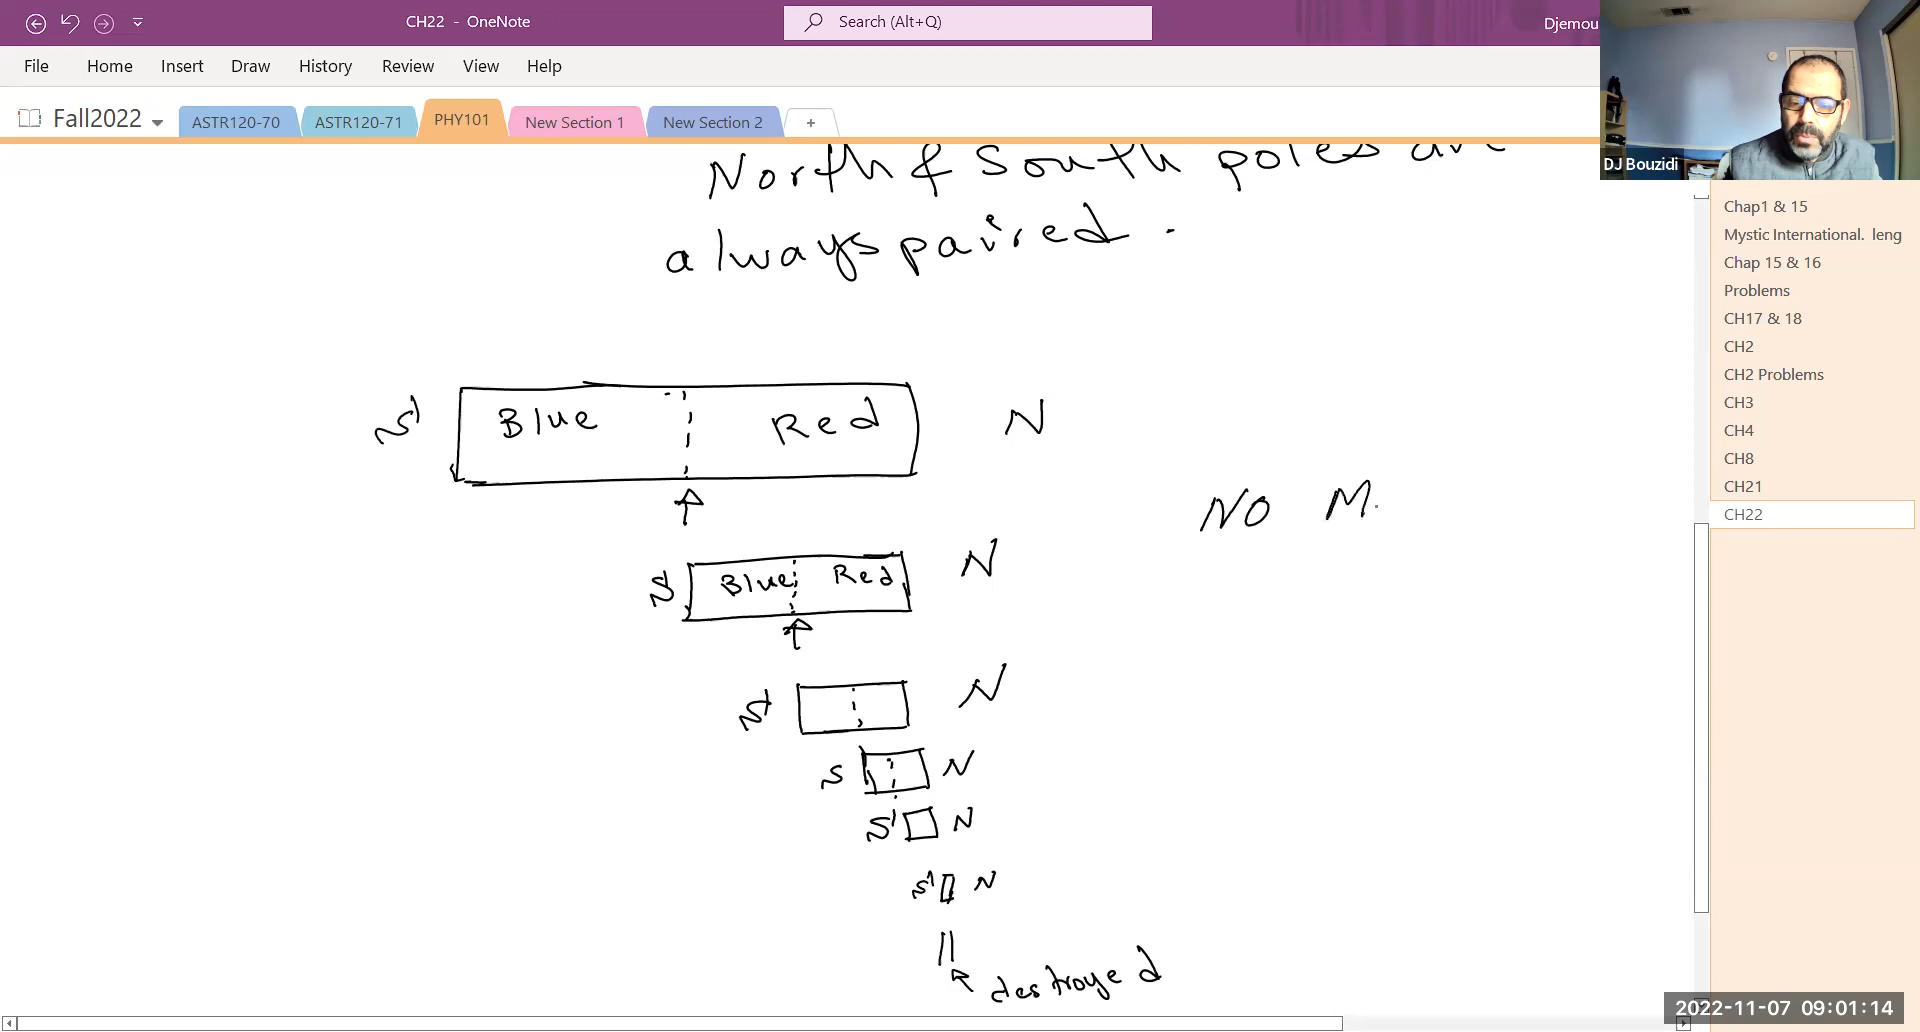 CH22 - OneNote
Search (Alt+Q)
Djemou
File Home Insert Draw History Review View Help
Fall2022 ASTR120-70 ASTR120-71 PHY101 New Section 1 New Section 2 +
DJ Bouzidi
North & South poles are
always paired.
S Blue Red N
NO M
S Blue Red N
S N
S N
S N
S N
destroyed
Chap1 & 15
Mystic International. leng
Chap 15 & 16
Problems
CH17 & 18
CH2
CH2 Problems
CH3
CH4
CH8
CH21
CH22
2022-11-07 09:01:14